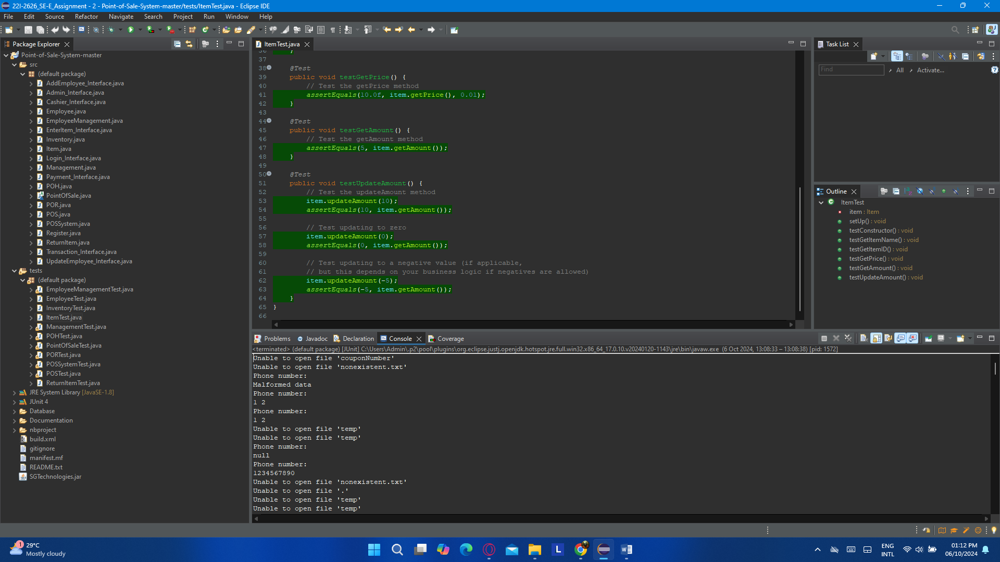 22I-2626_SE-E_Assignment - 2 - Point-of-Sale-System-master/tests/ItemTest.java - Eclipse IDE
File Edit Source Refactor Navigate Search Project Run Window Help
Package Explorer
Point-of-Sale-System-master
src
(default package)
AddEmployee_Interface.java
Admin_Interface.java
Cashier_Interface.java
Employee.java
EmployeeManagement.java
EnterItem_Interface.java
Inventory.java
Item.java
Login_Interface.java
Management.java
Payment_Interface.java
POH.java
PointOfSale.java
POR.java
POS.java
POSSystem.java
Register.java
ReturnItem.java
Transaction_Interface.java
UpdateEmployee_Interface.java
tests
(default package)
EmployeeManagementTest.java
EmployeeTest.java
InventoryTest.java
ItemTest.java
ManagementTest.java
POHTest.java
PointOfSaleTest.java
PORTest.java
POSSystemTest.java
POSTest.java
ReturnItemTest.java
JRE System Library [JavaSE-1.8]
JUnit 4
Database
Documentation
nbproject
build.xml
gitignore
manifest.mf
README.txt
SGTechnologies.jar
ItemTest.java
36 }
37
38 @Test
39 public void testGetPrice() {
40 // Test the getPrice method
41 assertEquals(10.0f, item.getPrice(), 0.01);
42 }
43
44 @Test
45 public void testGetAmount() {
46 // Test the getAmount method
47 assertEquals(5, item.getAmount());
48 }
49
50 @Test
51 public void testUpdateAmount() {
52 // Test the updateAmount method
53 item.updateAmount(10);
54 assertEquals(10, item.getAmount());
55
56 // Test updating to zero
57 item.updateAmount(0);
58 assertEquals(0, item.getAmount());
59
60 // Test updating to a negative value (if applicable,
61 // but this depends on your business logic if negatives are allowed)
62 item.updateAmount(-5);
63 assertEquals(-5, item.getAmount());
64 }
65 }
66
Task List
Find All Activate...
Outline
ItemTest
item : Item
setUp() : void
testConstructor() : void
testGetItemName() : void
testGetItemID() : void
testGetPrice() : void
testGetAmount() : void
testUpdateAmount() : void
Problems Javadoc Declaration Console Coverage
<terminated> (default package) [JUnit] C:\Users\Admin\.p2\pool\plugins\org.eclipse.justj.openjdk.hotspot.jre.full.win32.x86_64_17.0.10.v20240120-1143\jre\bin\javaw.exe (6 Oct 2024, 13:08:33 – 13:08:38) [pid: 1572]
Unable to open file 'couponNumber'
Unable to open file 'nonexistent.txt'
Phone number:
Malformed data
Phone number:
1 2
Phone number:
1 2
Unable to open file 'temp'
Unable to open file 'temp'
Phone number:
null
Phone number:
1234567890
Unable to open file 'nonexistent.txt'
Unable to open file '.'
Unable to open file 'temp'
Unable to open file 'temp'
1
29°C
Mostly cloudy
ENG
INTL
01:12 PM
06/10/2024